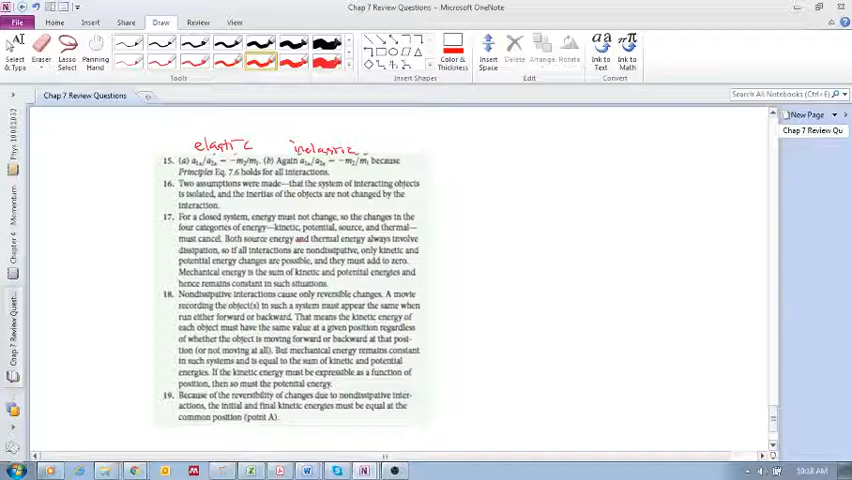 Chap 7 Review Questions - Microsoft OneNote
File Home Insert Share Draw Review View
Select & Type Eraser Lasso Select Panning Hand Color & Thickness Insert Space Delete Arrange Rotate Ink to Text Ink to Math
Tools Insert Shapes Edit Convert
Chap 7 Review Questions
Search All Notebooks (Ctrl+E)
New Page
Chap 7 Review Qu
Chapter 4 Momentum
Review Quest...
elastic inelastic
15. (a) a1x/a2x = −m2/m1. (b) Again a1x/a2x = −m2/m1 because
Principles Eq. 7.6 holds for all interactions.
16. Two assumptions were made—that the system of interacting objects
is isolated, and the inertias of the objects are not changed by the
interaction.
17. For a closed system, energy must not change, so the changes in the
four categories of energy—kinetic, potential, source, and thermal—
must cancel. Both source energy and thermal energy always involve
dissipation, so if all interactions are nondissipative, only kinetic and
potential energy changes are possible, and they must add to zero.
Mechanical energy is the sum of kinetic and potential energies and
hence remains constant in such situations.
18. Nondissipative interactions cause only reversible changes. A movie
recording the object(s) in such a system must appear the same when
run either forward or backward. That means the kinetic energy of
each object must have the same value at a given position regardless
of whether the object is moving forward or backward at that posi-
tion (or not moving at all). But mechanical energy remains constant
in such systems and is equal to the sum of kinetic and potential
energies. If the kinetic energy must be expressible as a function of
position, then so must the potential energy.
19. Because of the reversibility of changes due to nondissipative inter-
actions, the initial and final kinetic energies must be equal at the
common position (point A).
10:18 AM